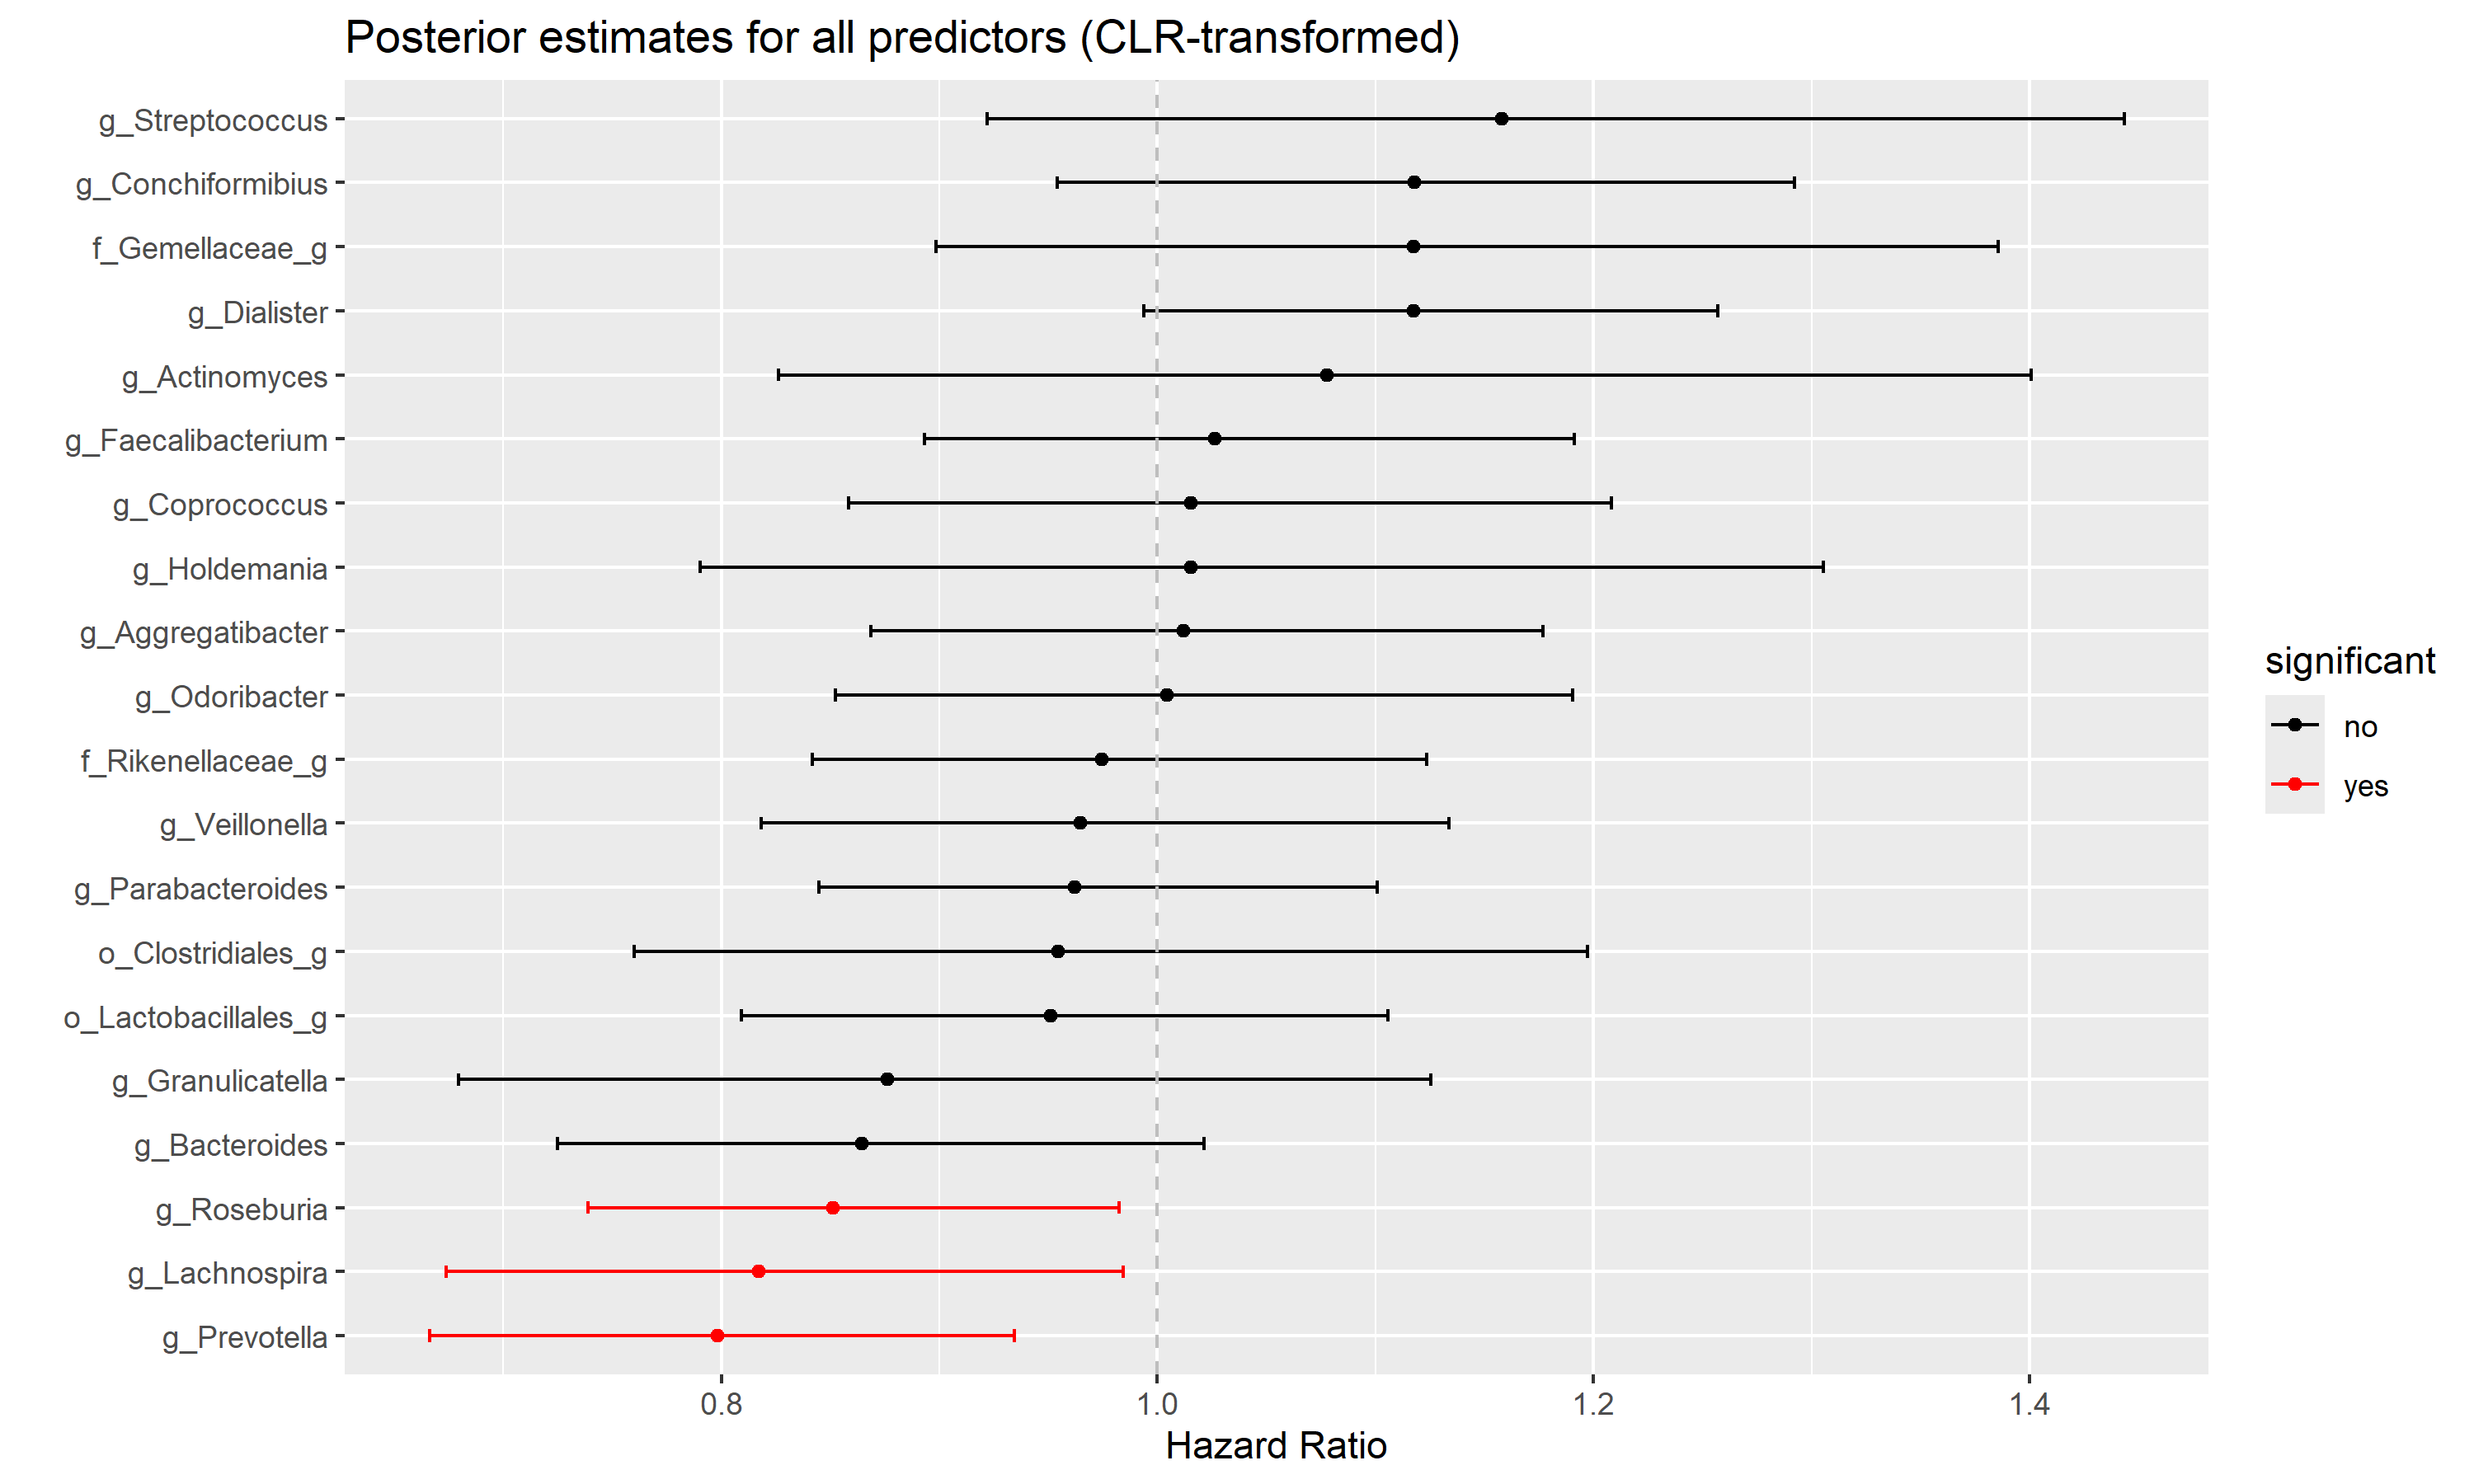 Posterior estimates for all predictors (CLR-transformed)
g_Streptococcus
g_Conchiformibius
f_Gemellaceae_g
g_Dialister
g_Actinomyces
g_Faecalibacterium
g_Coprococcus
g_Holdemania
g_Aggregatibacter
g_Odoribacter
f_Rikenellaceae_g
g_Veillonella
g_Parabacteroides
o_Clostridiales_g
o_Lactobacillales_g
g_Granulicatella
g_Bacteroides
g_Roseburia
g_Lachnospira
g_Prevotella
0.8 1.0 1.2 1.4
Hazard Ratio
significant
no
yes